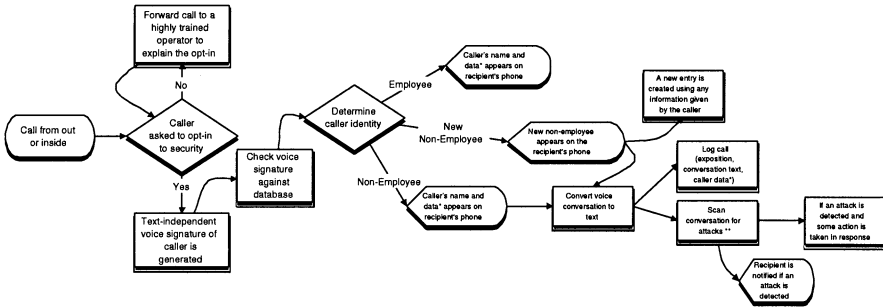 Forward call to a
highly trained
operator to
explain the opt-in
No
Call from out
or inside
Caller
asked to opt-in
to security
Yes
Text-independent
voice signature of
caller is
generated
Check voice
signature
against
database
Determine
caller identity
Employee
Caller's name and
data* appears on
recipient's phone
New
Non-Employee
New non-employee
appears on the
recipient's phone
A new entry is
created using any
information given
by the caller
Non-Employee
Caller's name and
data* appears on
recipient's phone
Convert voice
conversation to
text
Log call
(exposition,
conversation text,
caller data*)
Scan
conversation for
attacks **
If an attack is
detected and
some action is
taken in response
Recipient is
notified if an
attack is
detected